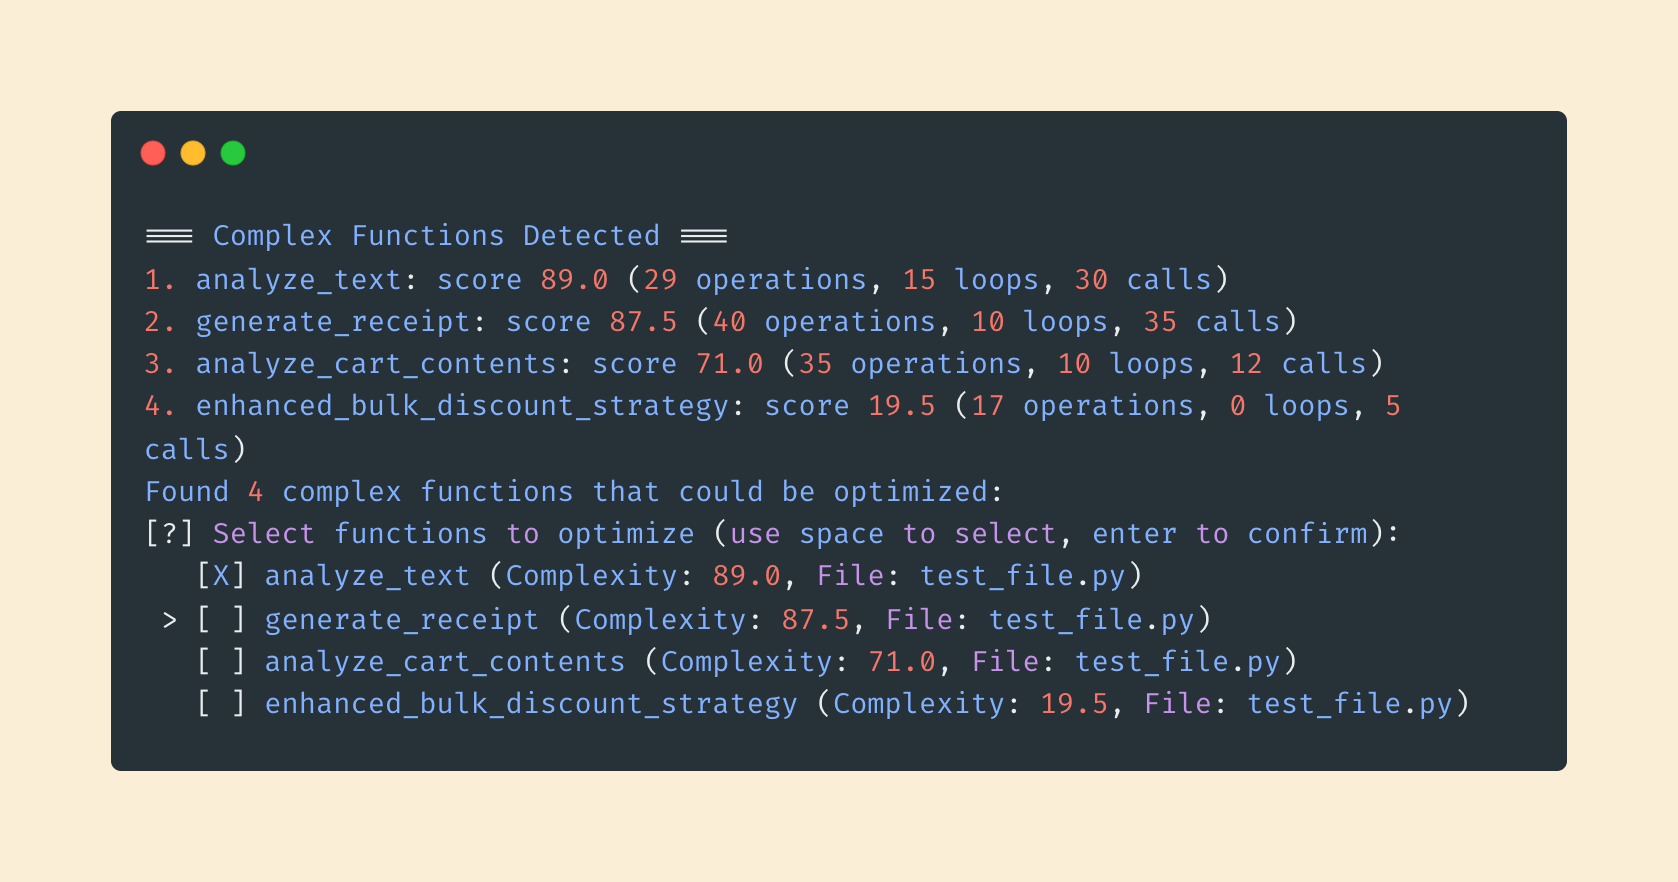 === Complex Functions Detected ===
1. analyze_text: score 89.0 (29 operations, 15 loops, 30 calls)
2. generate_receipt: score 87.5 (40 operations, 10 loops, 35 calls)
3. analyze_cart_contents: score 71.0 (35 operations, 10 loops, 12 calls)
4. enhanced_bulk_discount_strategy: score 19.5 (17 operations, 0 loops, 5
calls)
Found 4 complex functions that could be optimized:
[?] Select functions to optimize (use space to select, enter to confirm):
   [X] analyze_text (Complexity: 89.0, File: test_file.py)
 > [ ] generate_receipt (Complexity: 87.5, File: test_file.py)
   [ ] analyze_cart_contents (Complexity: 71.0, File: test_file.py)
   [ ] enhanced_bulk_discount_strategy (Complexity: 19.5, File: test_file.py)